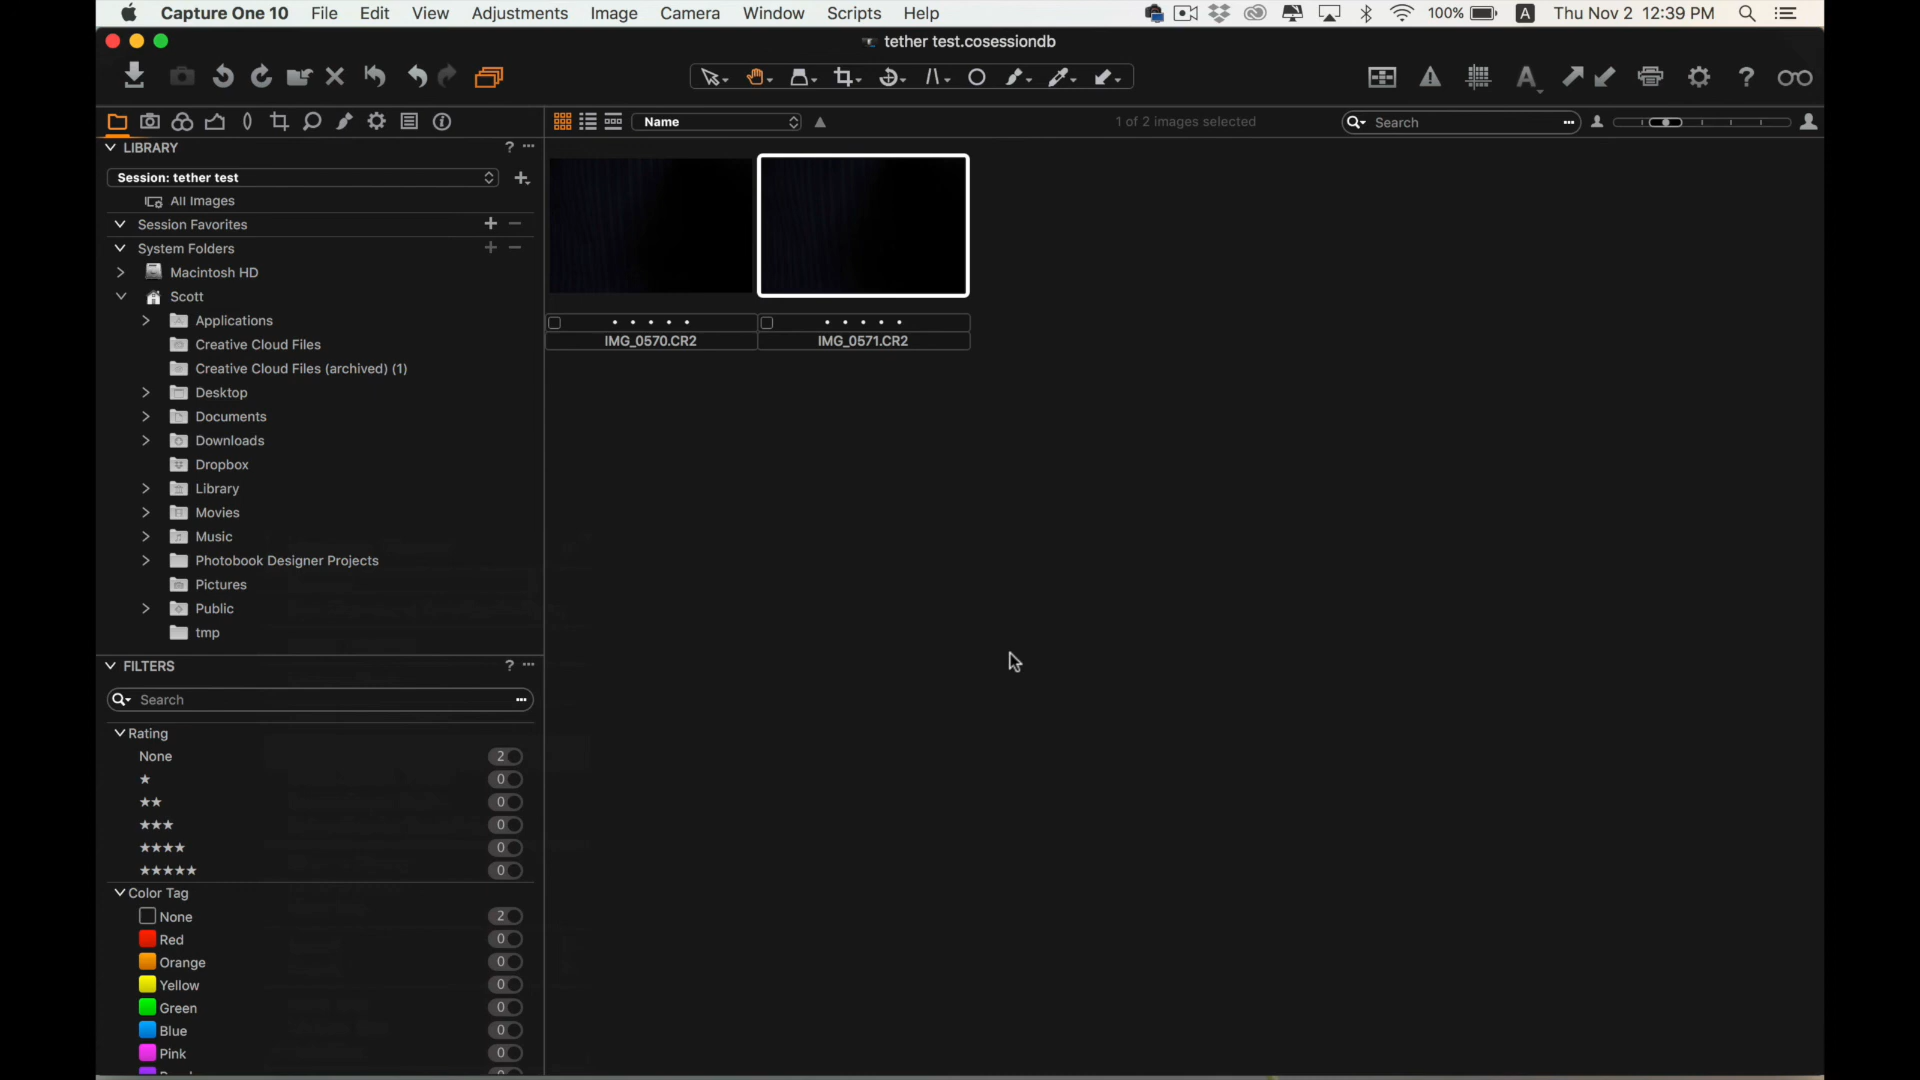 Capture One 10 File Edit View Adjustments Image Camera Window Scripts Help 100% A Thu Nov 2 12:39 PM
tether test.cosessiondb
Name 1 of 2 images selected Search
LIBRARY ?
Session: tether test
All Images
Session Favorites
System Folders
Macintosh HD
Scott
Applications
Creative Cloud Files
Creative Cloud Files (archived) (1)
Desktop
Documents
Downloads
Dropbox
Library
Movies
Music
Photobook Designer Projects
Pictures
Public
tmp
IMG_0570.CR2 IMG_0571.CR2
FILTERS ?
Search
Rating
None 2
★ 0
★★ 0
★★★ 0
★★★★ 0
★★★★★ 0
Color Tag
None 2
Red 0
Orange 0
Yellow 0
Green 0
Blue 0
Pink 0